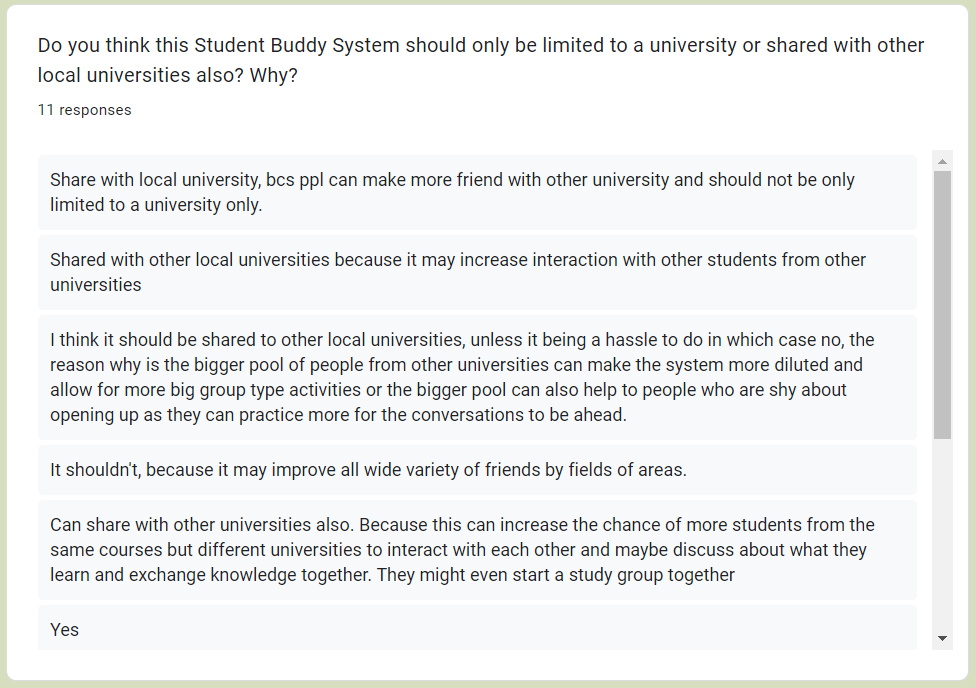 Do you think this Student Buddy System should only be limited to a university or shared with other
local universities also? Why?
11 responses
Share with local university, bcs ppl can make more friend with other university and should not be only
limited to a university only.
Shared with other local universities because it may increase interaction with other students from other
universities
I think it should be shared to other local universities, unless it being a hassle to do in which case no, the
reason why is the bigger pool of people from other universities can make the system more diluted and
allow for more big group type activities or the bigger pool can also help to people who are shy about
opening up as they can practice more for the conversations to be ahead.
It shouldn't, because it may improve all wide variety of friends by fields of areas.
Can share with other universities also. Because this can increase the chance of more students from the
same courses but different universities to interact with each other and maybe discuss about what they
learn and exchange knowledge together. They might even start a study group together
Yes